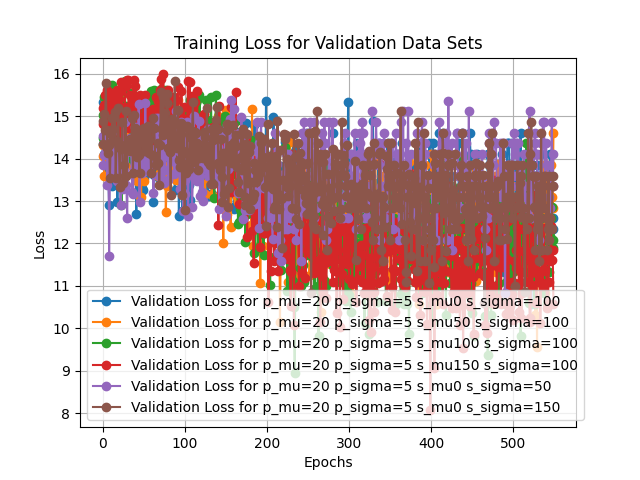 Training Loss for Validation Data Sets
16
15
14
13
12
11
10
9
8
Loss
Validation Loss for p_mu=20 p_sigma=5 s_mu0 s_sigma=100
Validation Loss for p_mu=20 p_sigma=5 s_mu50 s_sigma=100
Validation Loss for p_mu=20 p_sigma=5 s_mu100 s_sigma=100
Validation Loss for p_mu=20 p_sigma=5 s_mu150 s_sigma=100
Validation Loss for p_mu=20 p_sigma=5 s_mu0 s_sigma=50
Validation Loss for p_mu=20 p_sigma=5 s_mu0 s_sigma=150
0 100 200 300 400 500
Epochs